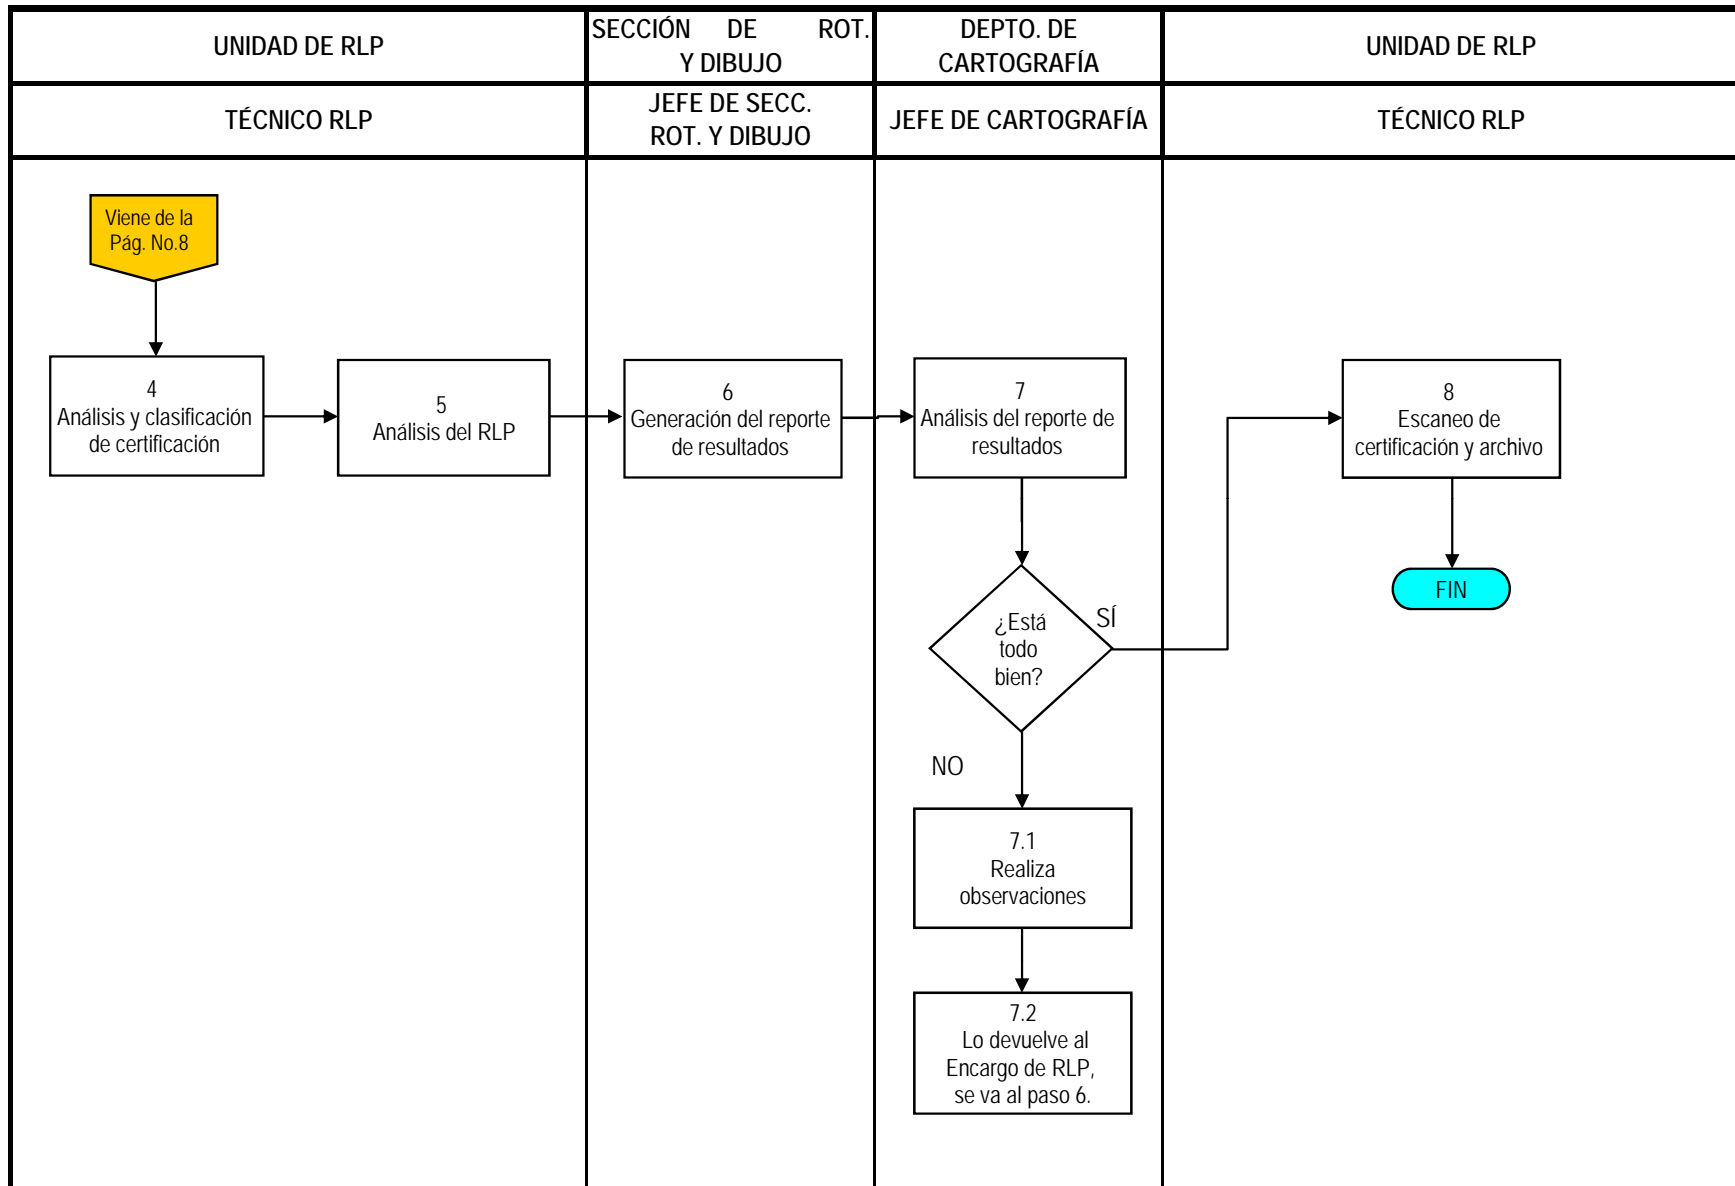 UNIDAD DE RLP
SECCIÓN DE ROT.
Y DIBUJO
DEPTO. DE
CARTOGRAFÍA
UNIDAD DE RLP
TÉCNICO RLP
JEFE DE SECC.
ROT. Y DIBUJO
JEFE DE CARTOGRAFÍA
TÉCNICO RLP
Viene de la
Pág. No.8
4
Análisis y clasificación
de certificación
5
Análisis del RLP
6
Generación del reporte
de resultados
7
Análisis del reporte de
resultados
8
Escaneo de
certificación y archivo
¿Está
todo
bien?
SÍ
FIN
NO
7.1
Realiza
observaciones
7.2
Lo devuelve al
Encargo de RLP,
se va al paso 6.